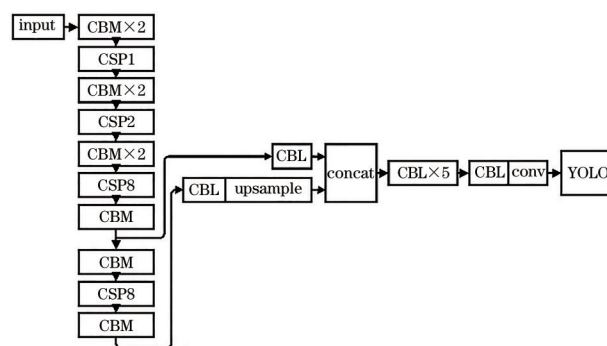 input
CBM×2
CSP1
CBM×2
CSP2
CBM×2
CSP8
CBM
CBM
CSP8
CBM
CBL
CBL upsample
concat
CBL×5
CBL conv
YOLO